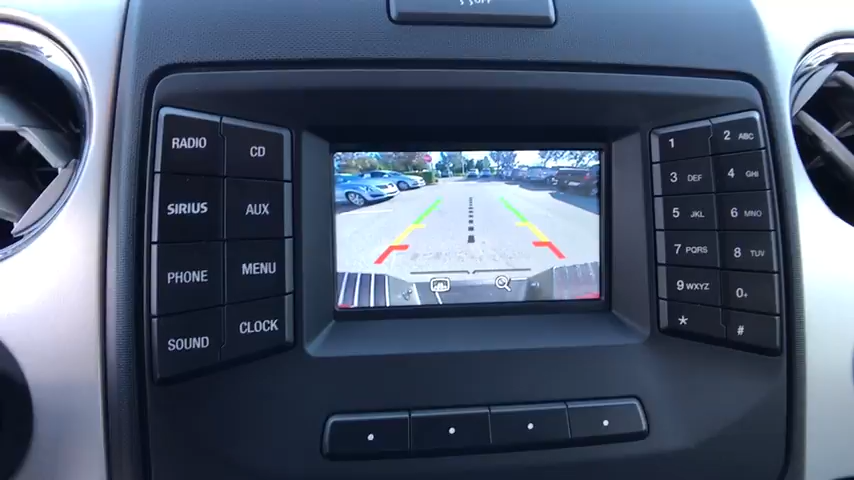 OFF
RADIO
CD
SIRIUS
AUX
PHONE
MENU
SOUND
CLOCK
1
2 ABC
3 DEF
4 GHI
5 JKL
6 MNO
7 PQRS
8 TUV
9 WXYZ
0+
*
#